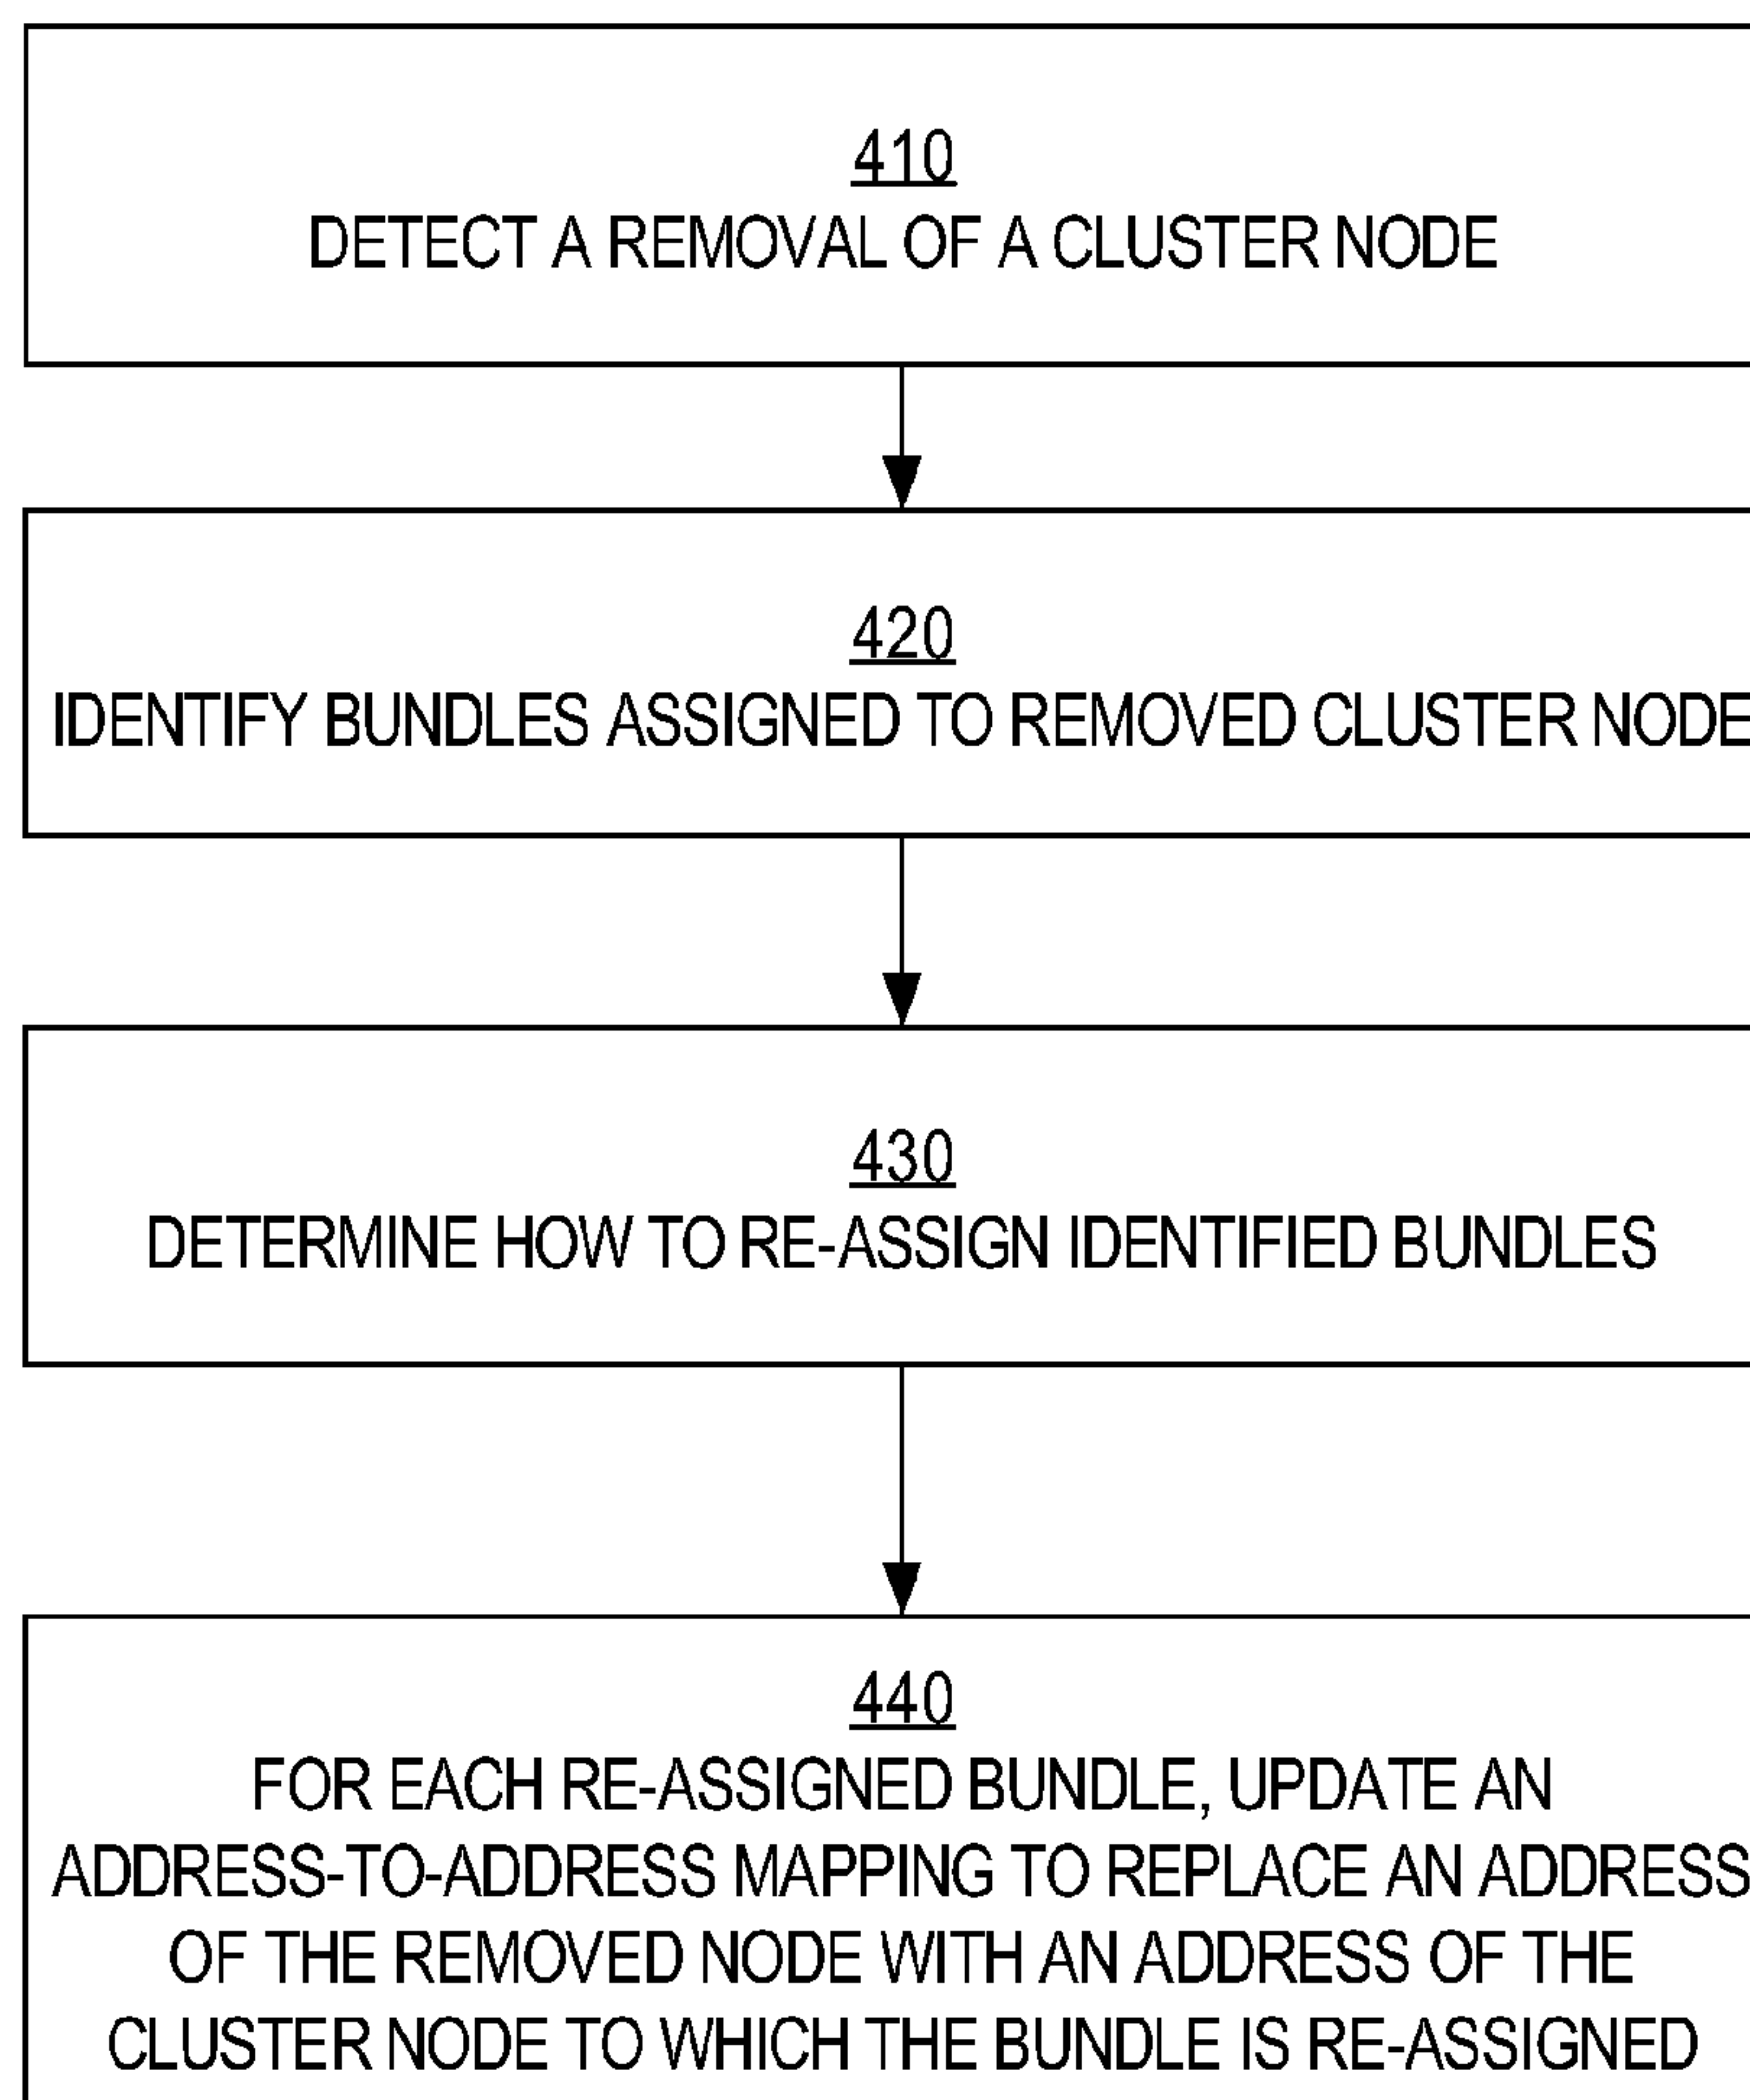 410
DETECT A REMOVAL OF A CLUSTER NODE
420
IDENTIFY BUNDLES ASSIGNED TO REMOVED CLUSTER NODE
430
DETERMINE HOW TO RE-ASSIGN IDENTIFIED BUNDLES
440
FOR EACH RE-ASSIGNED BUNDLE, UPDATE AN
ADDRESS-TO-ADDRESS MAPPING TO REPLACE AN ADDRESS
OF THE REMOVED NODE WITH AN ADDRESS OF THE
CLUSTER NODE TO WHICH THE BUNDLE IS RE-ASSIGNED